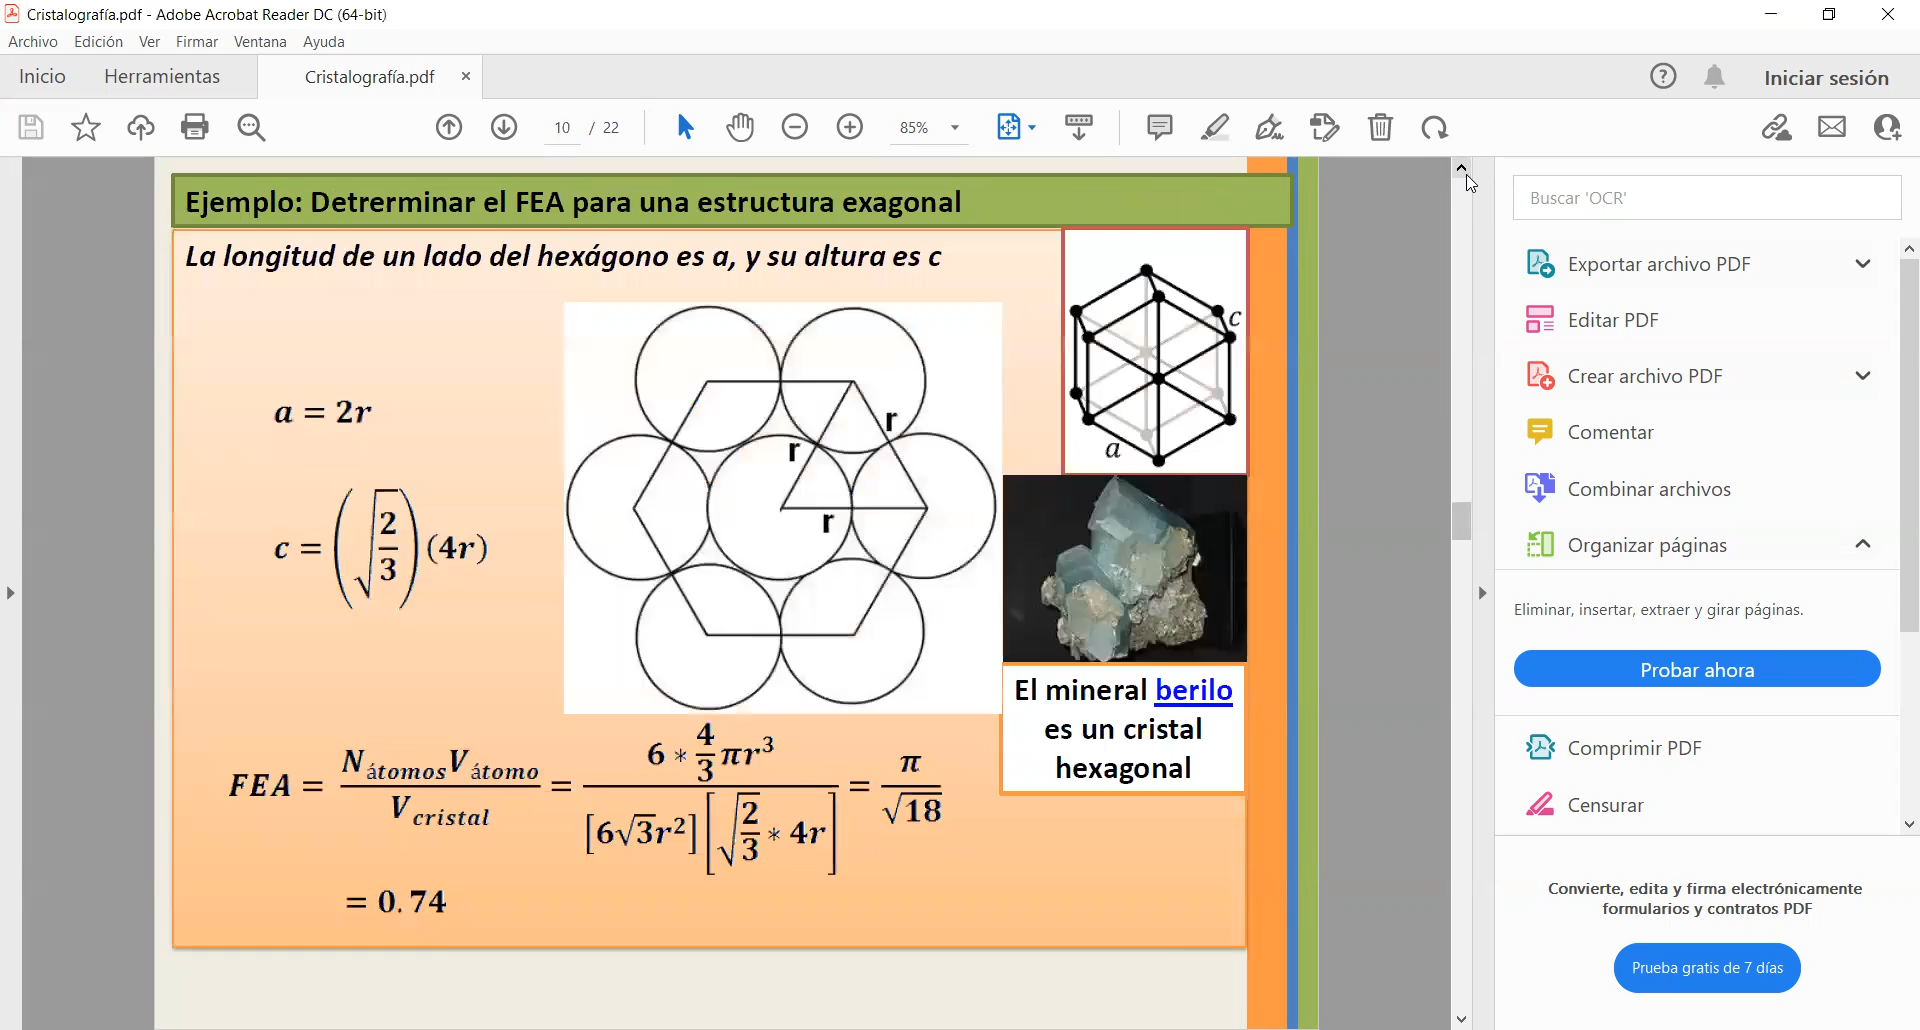 Cristalografía.pdf - Adobe Acrobat Reader DC (64-bit)
Archivo Edición Ver Firmar Ventana Ayuda
Inicio Herramientas Cristalografía.pdf × Iniciar sesión
10 / 22 85%
Ejemplo: Detrerminar el FEA para una estructura exagonal
La longitud de un lado del hexágono es a, y su altura es c
a = 2r
c = (√(2/3)) (4r)
r
r
r
c
a
El mineral berilo
es un cristal
hexagonal
FEA = N átomos V átomo / V cristal = 6 * 4/3 πr³ / [6√3r²] [√(2/3) * 4r] = π / √18
= 0.74
Buscar 'OCR'
Exportar archivo PDF
Editar PDF
Crear archivo PDF
Comentar
Combinar archivos
Organizar páginas
Eliminar, insertar, extraer y girar páginas.
Probar ahora
Comprimir PDF
Censurar
Convierte, edita y firma electrónicamente
formularios y contratos PDF
Prueba gratis de 7 días